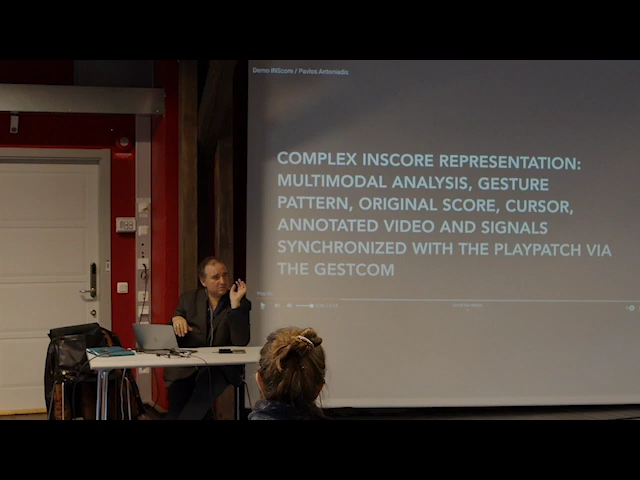 Demo INScore / Pavlos Antoniadis
COMPLEX INSCORE REPRESENTATION:
MULTIMODAL ANALYSIS, GESTURE
PATTERN, ORIGINAL SCORE, CURSOR,
ANNOTATED VIDEO AND SIGNALS
SYNCHRONIZED WITH THE PLAYPATCH VIA
THE GESTCOM